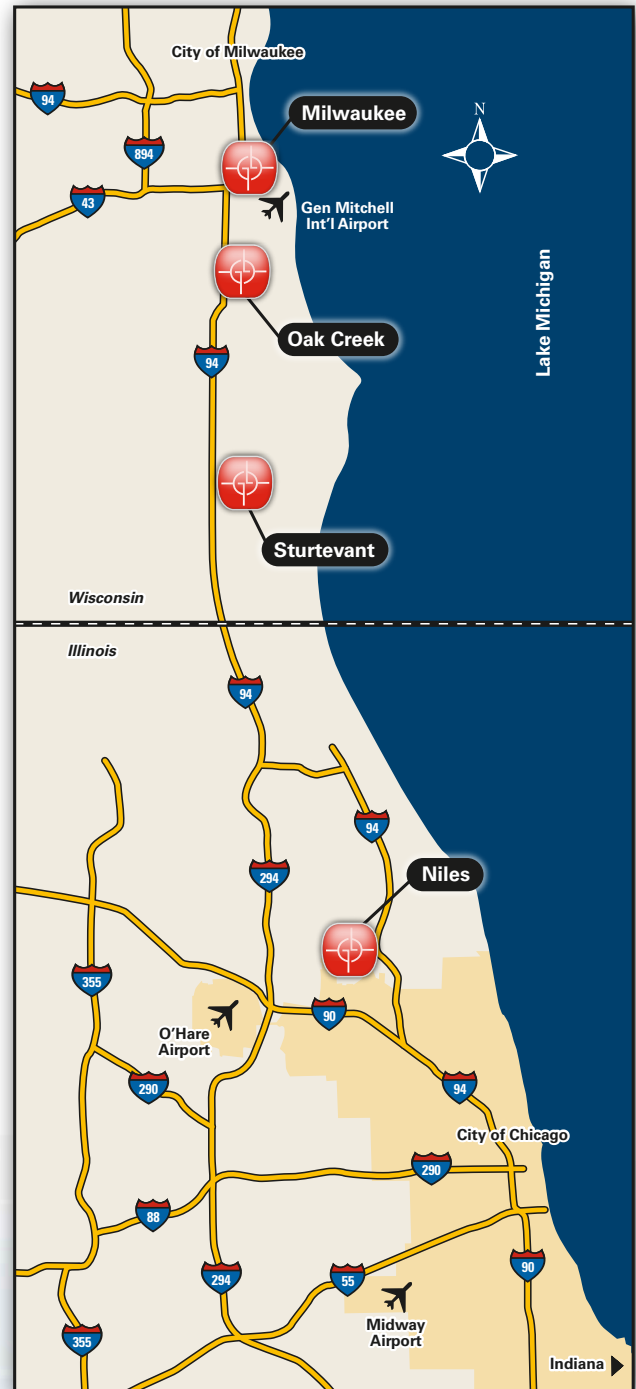 City of Milwaukee
94
Milwaukee
N
894
43
Gen Mitchell
Int'l Airport
Lake Michigan
Oak Creek
94
Sturtevant
Wisconsin
Illinois
94
94
294
Niles
355
90
O'Hare
Airport
290
94
City of Chicago
290
88
90
294
55
Midway
Airport
355
Indiana